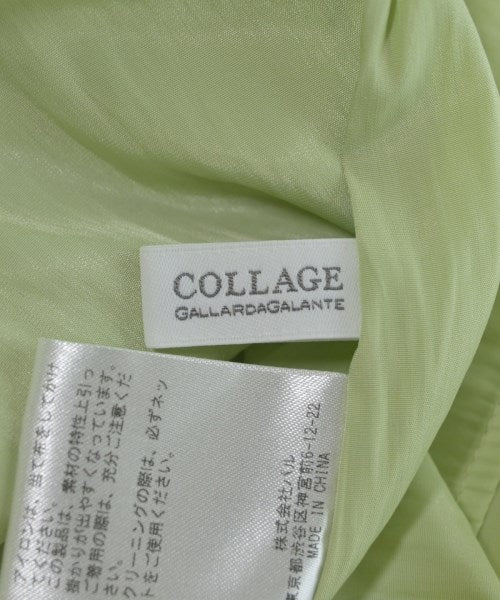 COLLAGE
GALLARDAGALANTE
アイロンは、当て布をしてかけ
てください。
この製品は、素材の特性上引っ
掛かりが出やすくなっています。
ご着用の際は、充分ご注意くだ
さい。
クリーニングの際は、必ずネッ
トをご使用ください。
株式会社パル
東京都渋谷区神宮前6-12-22
MADE IN CHINA